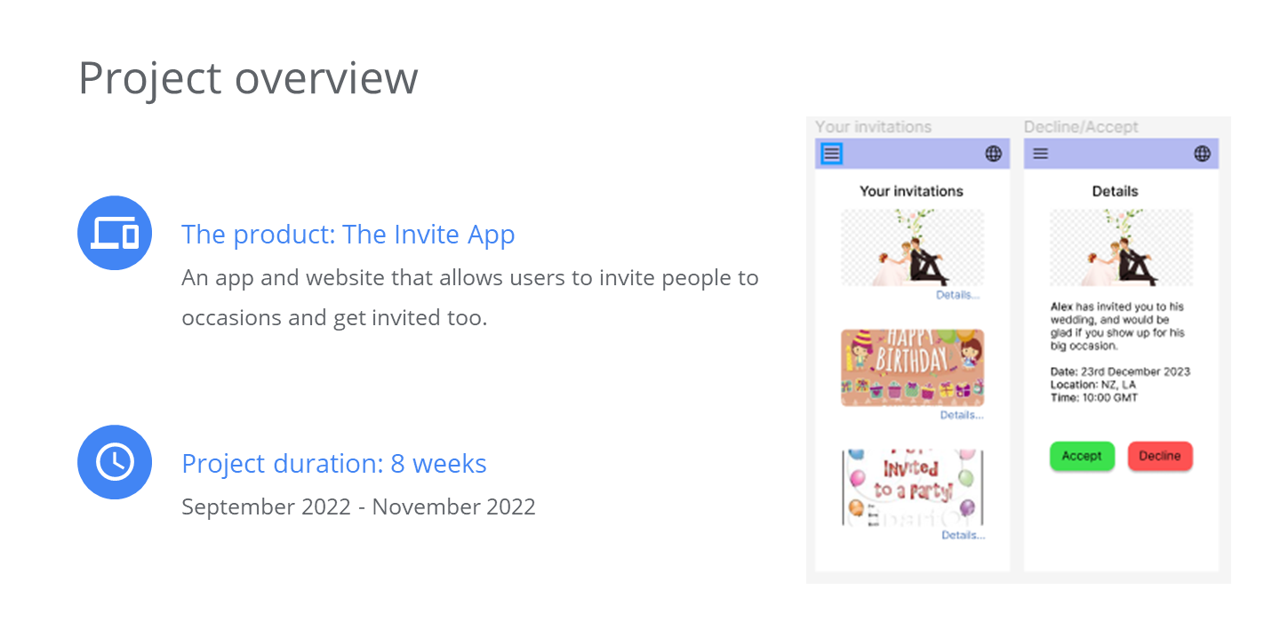 Project overview
The product: The Invite App
An app and website that allows users to invite people to
occasions and get invited too.
Project duration: 8 weeks
September 2022 - November 2022
Your invitations
Your invitations
Details...
HAPPY
BIRTHDAY
Details...
Invited
to a Party!
Details...
Decline/Accept
Details
Alex has invited you to his
wedding, and would be
glad if you show up for his
big occasion.
Date: 23rd December 2023
Location: NZ, LA
Time: 10:00 GMT
Accept
Decline